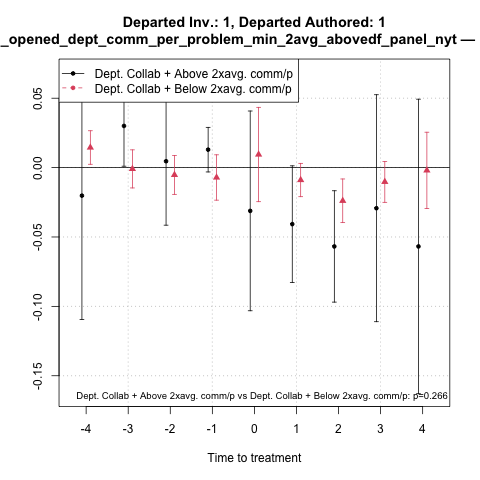 Departed Inv.: 1, Departed Authored: 1
_opened_dept_comm_per_problem_min_2avg_abovedf_panel_nyt —
Dept. Collab + Above 2xavg. comm/p
Dept. Collab + Below 2xavg. comm/p
0.05
0.00
-0.05
-0.10
-0.15
Dept. Collab + Above 2xavg. comm/p vs Dept. Collab + Below 2xavg. comm/p: p=0.266
-4 -3 -2 -1 0 1 2 3 4
Time to treatment